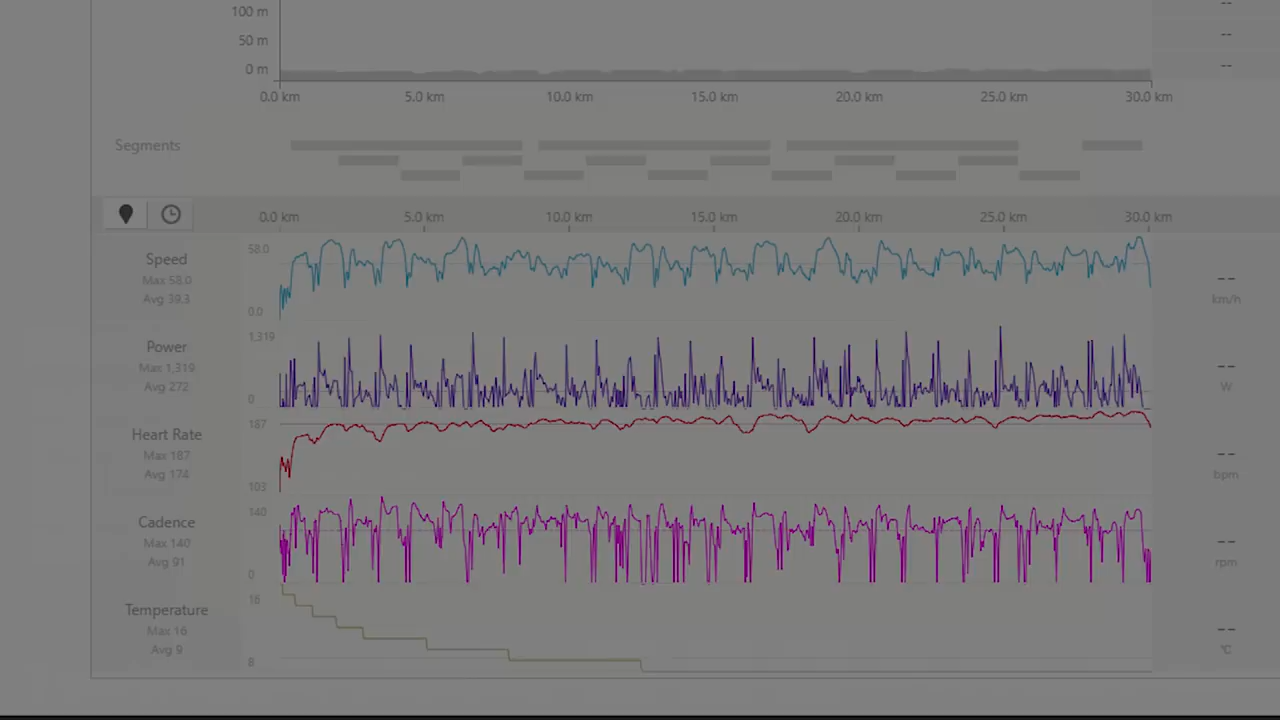 100 m
50 m
0 m
--
--
--
0.0 km 5.0 km 10.0 km 15.0 km 20.0 km 25.0 km 30.0 km
Segments
0.0 km 5.0 km 10.0 km 15.0 km 20.0 km 25.0 km 30.0 km
Speed
Max 58.0
Avg 39.3
58.0
0.0
--
km/h
Power
Max 1,319
Avg 272
1,319
0
--
W
Heart Rate
Max 187
Avg 174
187
103
--
bpm
Cadence
Max 140
Avg 91
140
0
--
rpm
Temperature
Max 16
Avg 9
16
8
--
°C